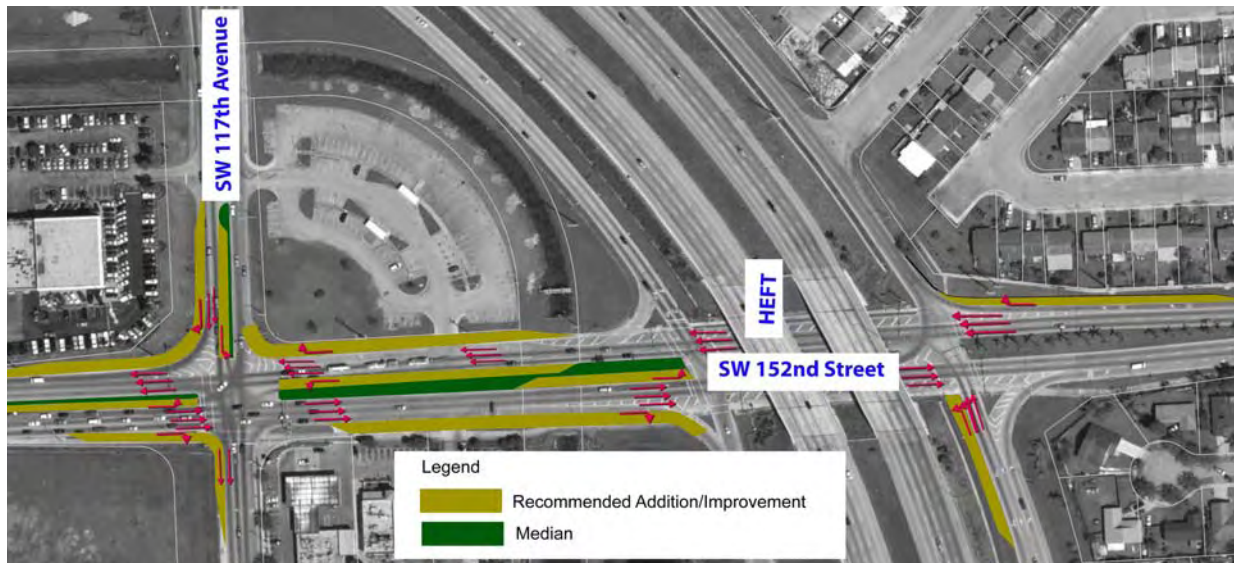 SW 117th Avenue
HEFT
SW 152nd Street
Legend
Recommended Addition/Improvement
Median